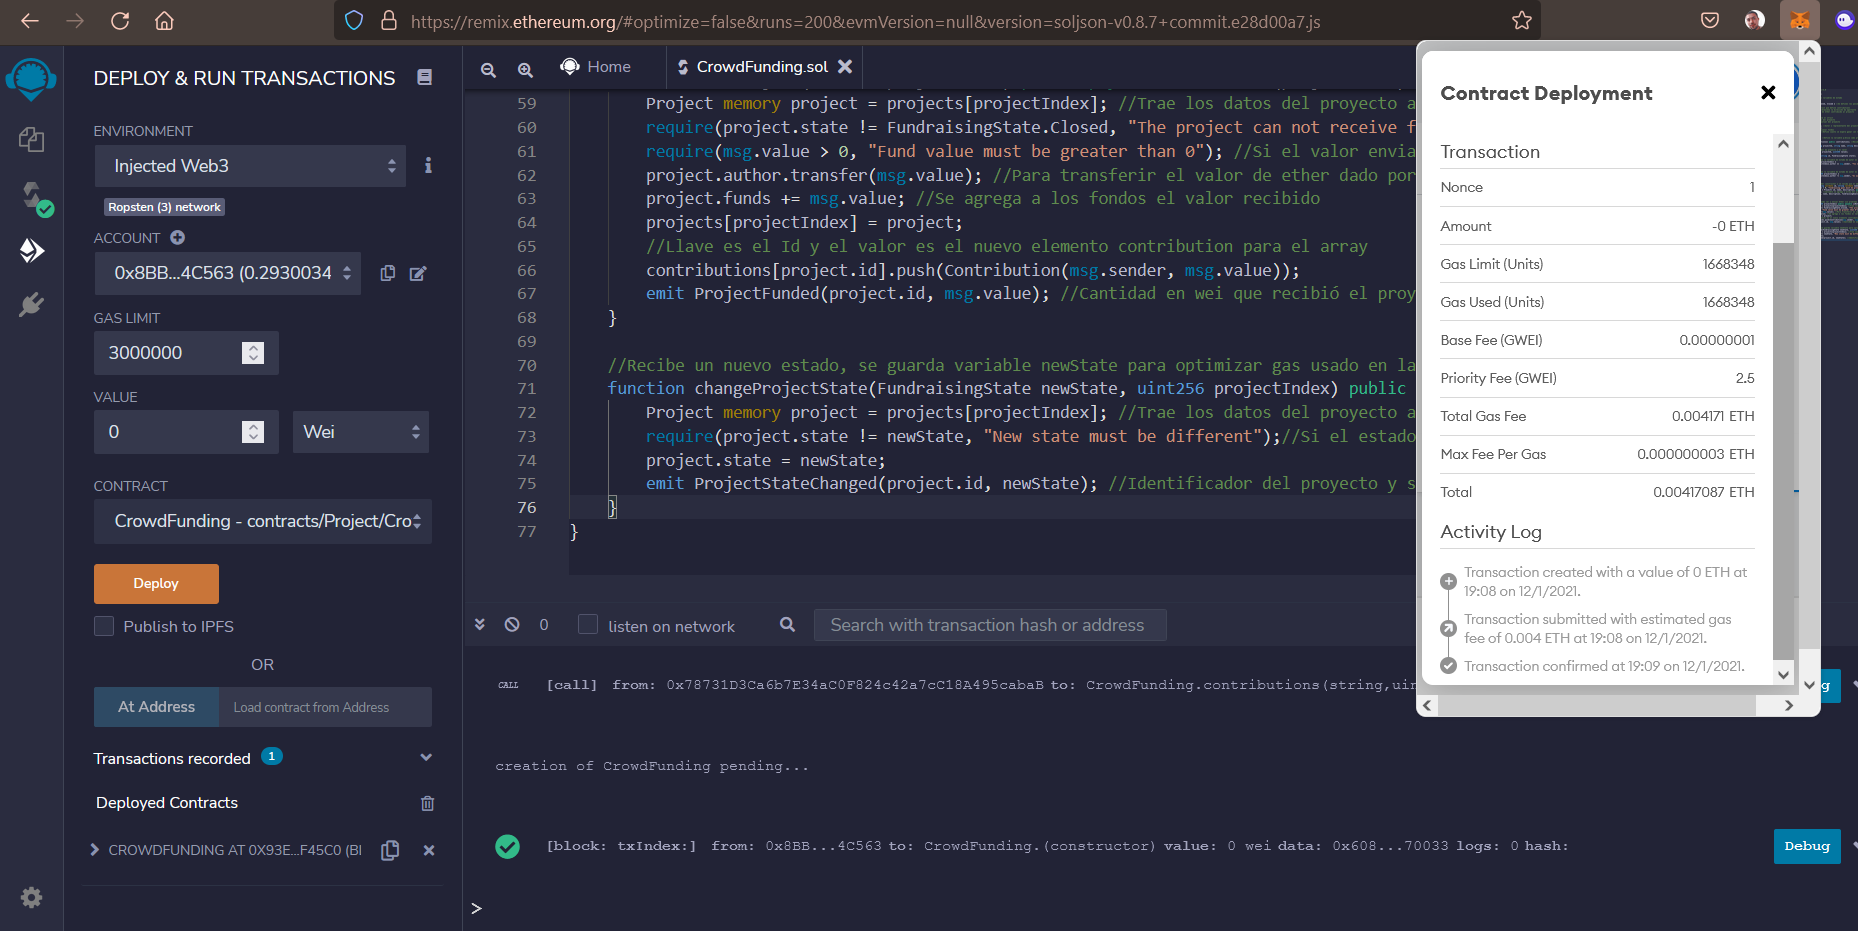 https://remix.ethereum.org/#optimize=false&runs=200&evmVersion=null&version=soljson-v0.8.7+commit.e28d00a7.js
DEPLOY & RUN TRANSACTIONS
ENVIRONMENT
Injected Web3
Ropsten (3) network
ACCOUNT
0x8BB...4C563 (0.2930034
GAS LIMIT
3000000
VALUE
0
Wei
CONTRACT
CrowdFunding - contracts/Project/Cro
Deploy
Publish to IPFS
OR
At Address
Load contract from Address
Transactions recorded 1
Deployed Contracts
CROWDFUNDING AT 0X93E...F45C0 (BI
Home
CrowdFunding.sol
59 Project memory project = projects[projectIndex]; //Trae los datos del proyecto a
60 require(project.state != FundraisingState.Closed, "The project can not receive f
61 require(msg.value > 0, "Fund value must be greater than 0"); //Si el valor envia
62 project.author.transfer(msg.value); //Para transferir el valor de ether dado por
63 project.funds += msg.value; //Se agrega a los fondos el valor recibido
64 projects[projectIndex] = project;
65 //Llave es el Id y el valor es el nuevo elemento contribution para el array
66 contributions[project.id].push(Contribution(msg.sender, msg.value));
67 emit ProjectFunded(project.id, msg.value); //Cantidad en wei que recibió el proy
68 }
69
70 //Recibe un nuevo estado, se guarda variable newState para optimizar gas usado en la
71 function changeProjectState(FundraisingState newState, uint256 projectIndex) public
72 Project memory project = projects[projectIndex]; //Trae los datos del proyecto a
73 require(project.state != newState, "New state must be different");//Si el estado
74 project.state = newState;
75 emit ProjectStateChanged(project.id, newState); //Identificador del proyecto y s
76 }
77 }
0
listen on network
Search with transaction hash or address
CALL [call] from: 0x78731D3Ca6b7E34aC0F824c42a7cC18A495cabaB to: CrowdFunding.contributions(string,uin
g
creation of CrowdFunding pending...
[block: txIndex:] from: 0x8BB...4C563 to: CrowdFunding.(constructor) value: 0 wei data: 0x608...70033 logs: 0 hash:
Debug
>
Contract Deployment
Transaction
Nonce 1
Amount -0 ETH
Gas Limit (Units) 1668348
Gas Used (Units) 1668348
Base Fee (GWEI) 0.00000001
Priority Fee (GWEI) 2.5
Total Gas Fee 0.004171 ETH
Max Fee Per Gas 0.000000003 ETH
Total 0.00417087 ETH
Activity Log
Transaction created with a value of 0 ETH at
19:08 on 12/1/2021.
Transaction submitted with estimated gas
fee of 0.004 ETH at 19:08 on 12/1/2021.
Transaction confirmed at 19:09 on 12/1/2021.